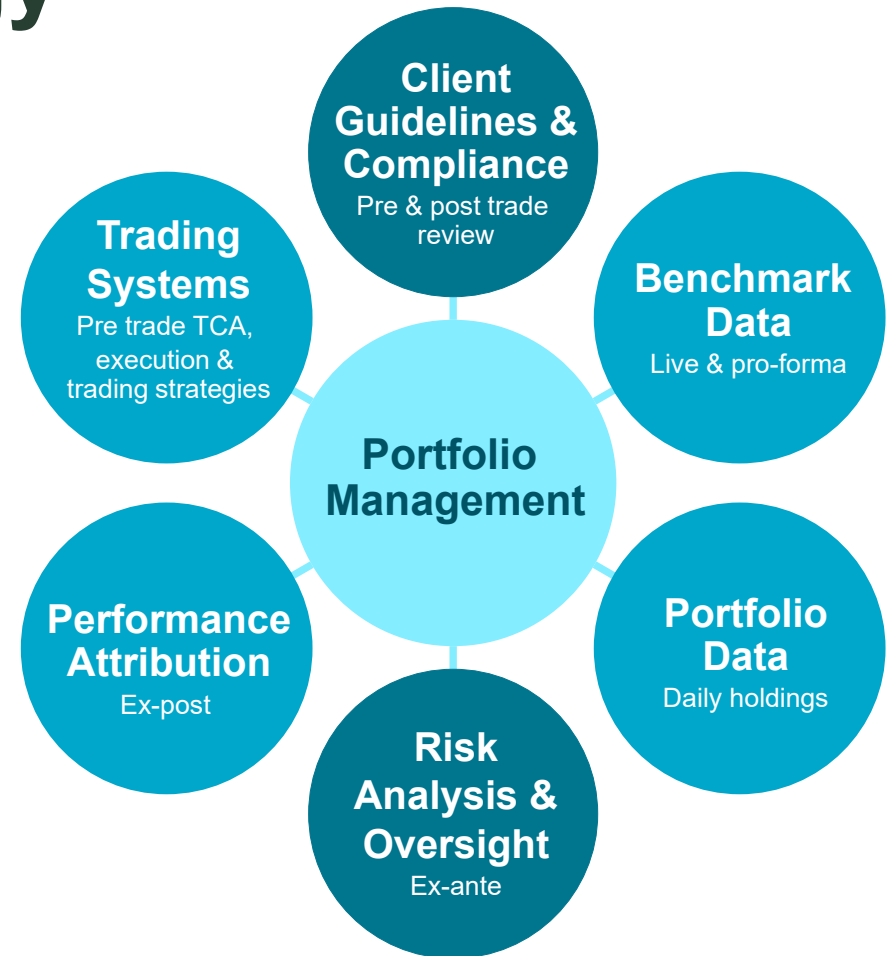 Client
Guidelines &
Compliance
Pre & post trade
review
Trading
Systems
Pre trade TCA,
execution &
trading strategies
Benchmark
Data
Live & pro-forma
Portfolio
Management
Performance
Attribution
Ex-post
Portfolio
Data
Daily holdings
Risk
Analysis &
Oversight
Ex-ante